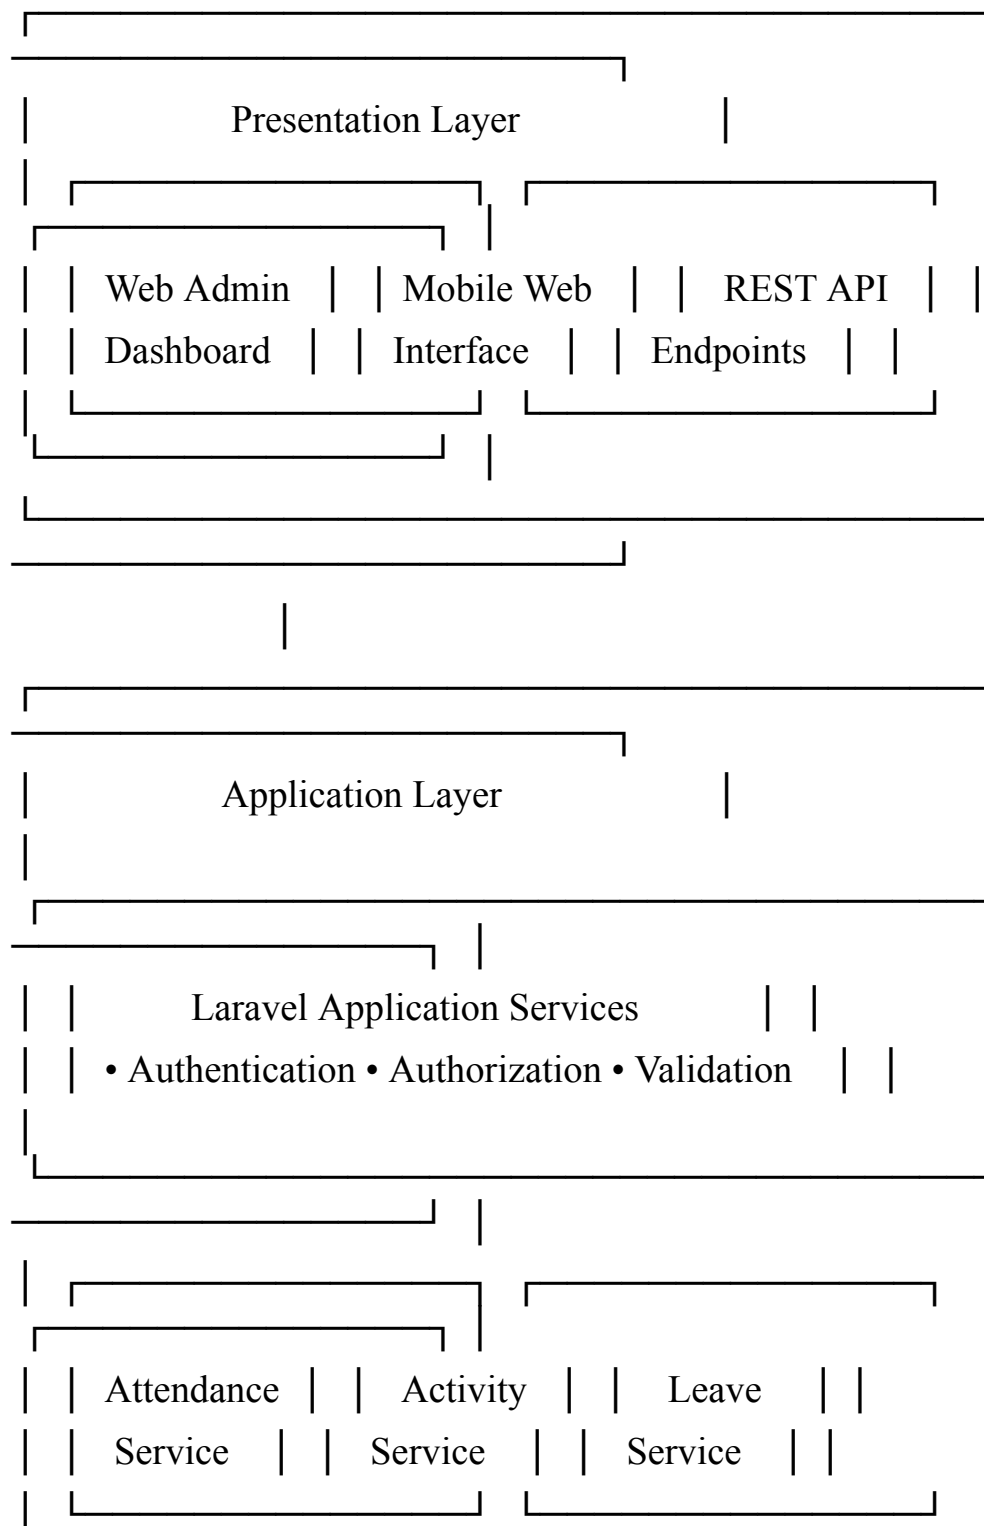 Presentation Layer
Web Admin Mobile Web REST API
Dashboard Interface Endpoints
Application Layer
Laravel Application Services
• Authentication • Authorization • Validation
Attendance Activity Leave
Service Service Service